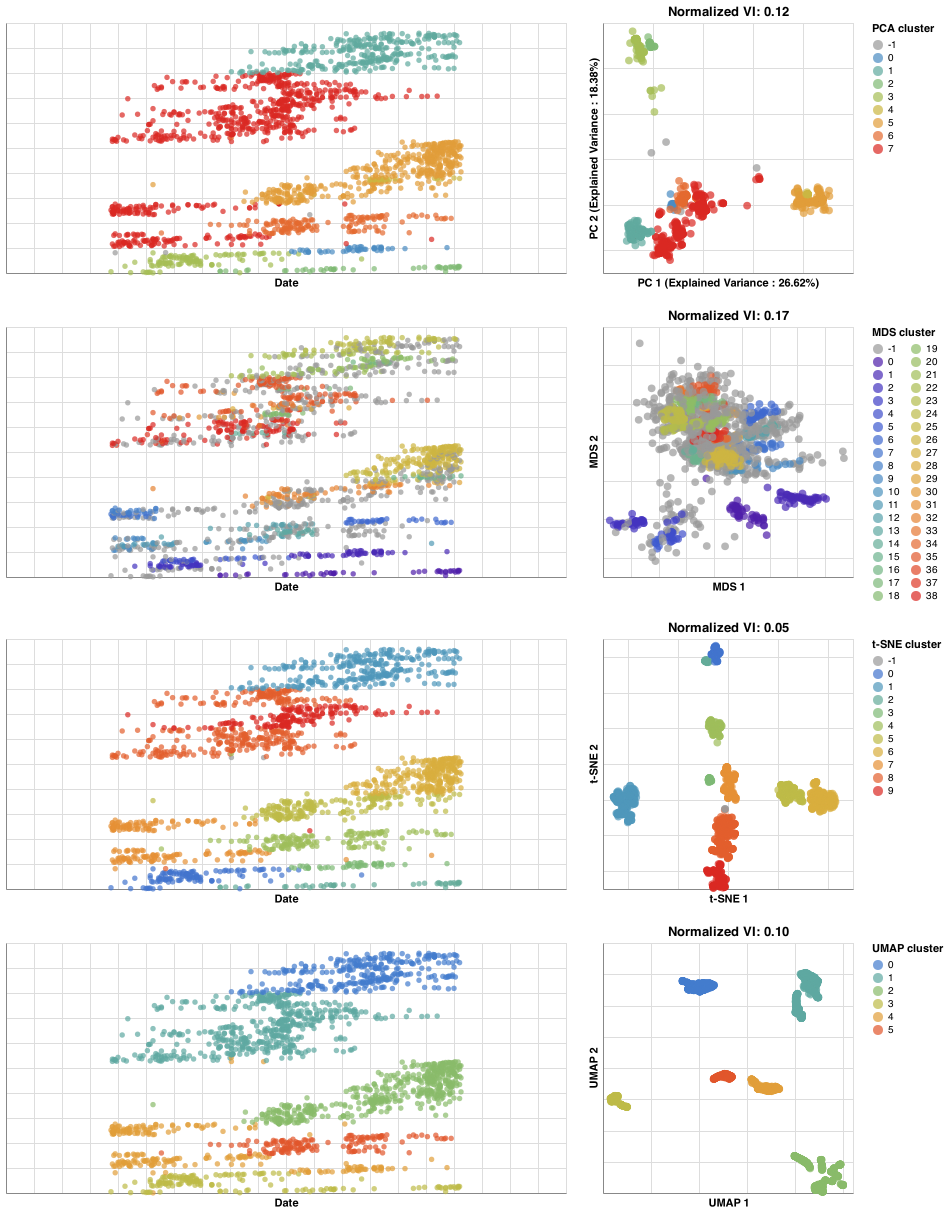 Normalized VI: 0.12
PC 2 (Explained Variance : 18.38%)
Date
PC 1 (Explained Variance : 26.62%)
PCA cluster
-1
0
1
2
3
4
5
6
7
Normalized VI: 0.17
MDS 2
Date
MDS 1
MDS cluster
-1 19
0 20
1 21
2 22
3 23
4 24
5 25
6 26
7 27
8 28
9 29
10 30
11 31
12 32
13 33
14 34
15 35
16 36
17 37
18 38
Normalized VI: 0.05
t-SNE 2
Date
t-SNE 1
t-SNE cluster
-1
0
1
2
3
4
5
6
7
8
9
Normalized VI: 0.10
UMAP 2
Date
UMAP 1
UMAP cluster
0
1
2
3
4
5